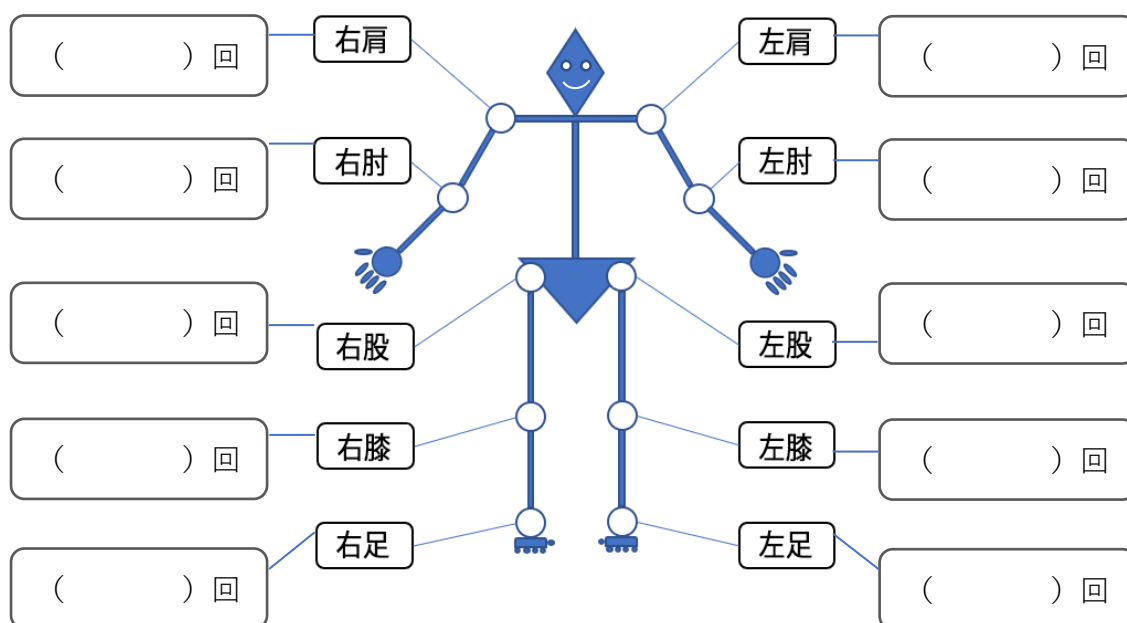 （　　　　）回
右肩
左肩
（　　　　）回
（　　　　）回
右肘
左肘
（　　　　）回
（　　　　）回
右股
左股
（　　　　）回
（　　　　）回
右膝
左膝
（　　　　）回
（　　　　）回
右足
左足
（　　　　）回